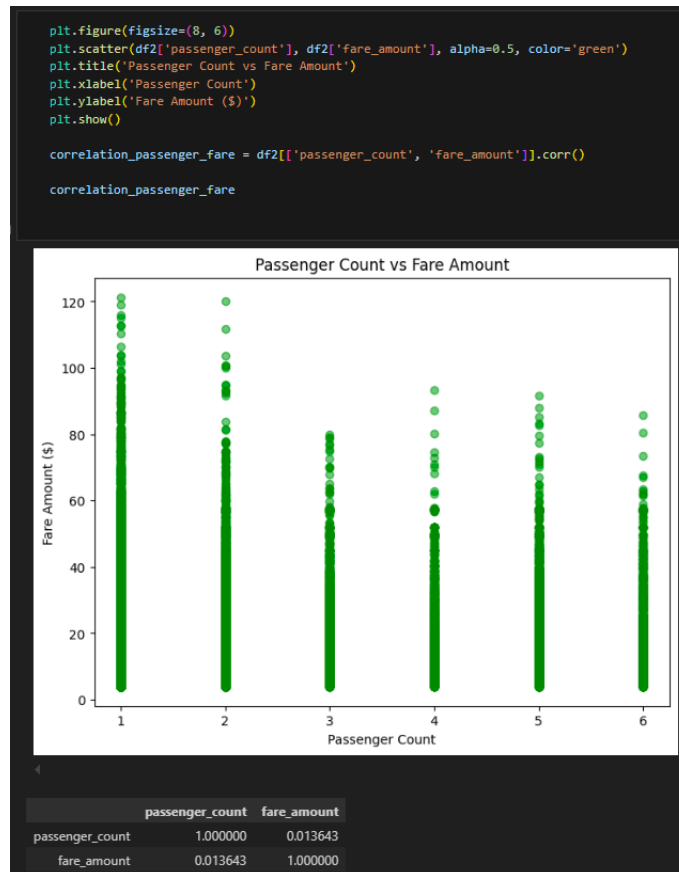 plt.figure(figsize=(8, 6))
plt.scatter(df2['passenger_count'], df2['fare_amount'], alpha=0.5, color='green')
plt.title('Passenger Count vs Fare Amount')
plt.xlabel('Passenger Count')
plt.ylabel('Fare Amount ($)')
plt.show()
correlation_passenger_fare = df2[['passenger_count', 'fare_amount']].corr()
correlation_passenger_fare
Passenger Count vs Fare Amount
120
100
80
60
40
20
0
Fare Amount ($)
1 2 3 4 5 6
Passenger Count
passenger_count fare_amount
passenger_count 1.000000 0.013643
fare_amount 0.013643 1.000000